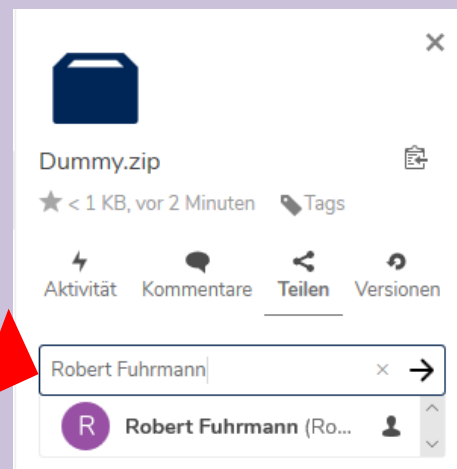 Dummy.zip
< 1 KB, vor 2 Minuten Tags
Aktivität Kommentare Teilen Versionen
Robert Fuhrmann
R Robert Fuhrmann (Ro...